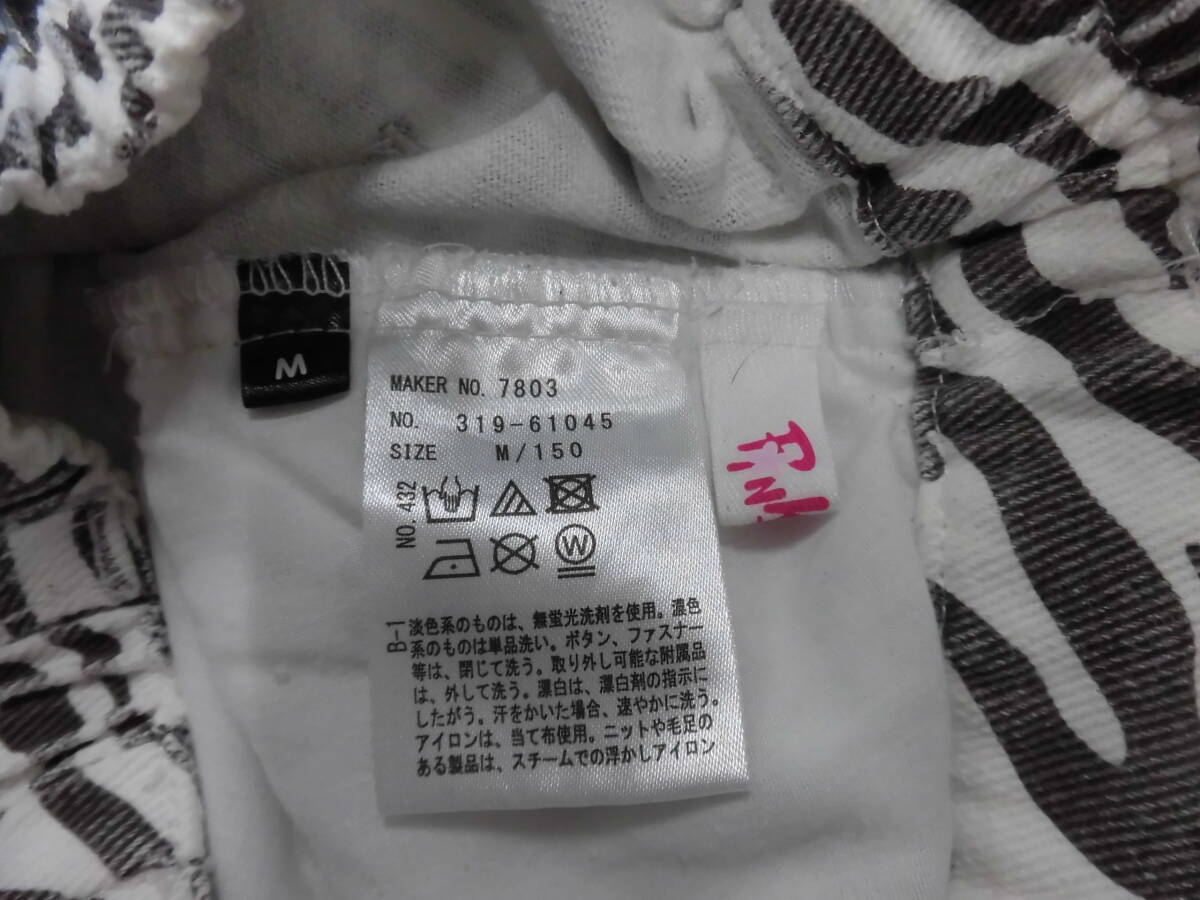 M
MAKER NO. 7803
NO. 319-61045
SIZE M/150
NO. 432
W
B-1
淡色系のものは、無蛍光洗剤を使用。濃色
系のものは単品洗い。ボタン、ファスナー
等は、閉じて洗う。取り外し可能な附属品
は、外して洗う。漂白は、漂白剤の指示に
したがう。汗をかいた場合、速やかに洗う。
アイロンは、当て布使用。ニットや毛足の
ある製品は、スチームでの浮かしアイロン